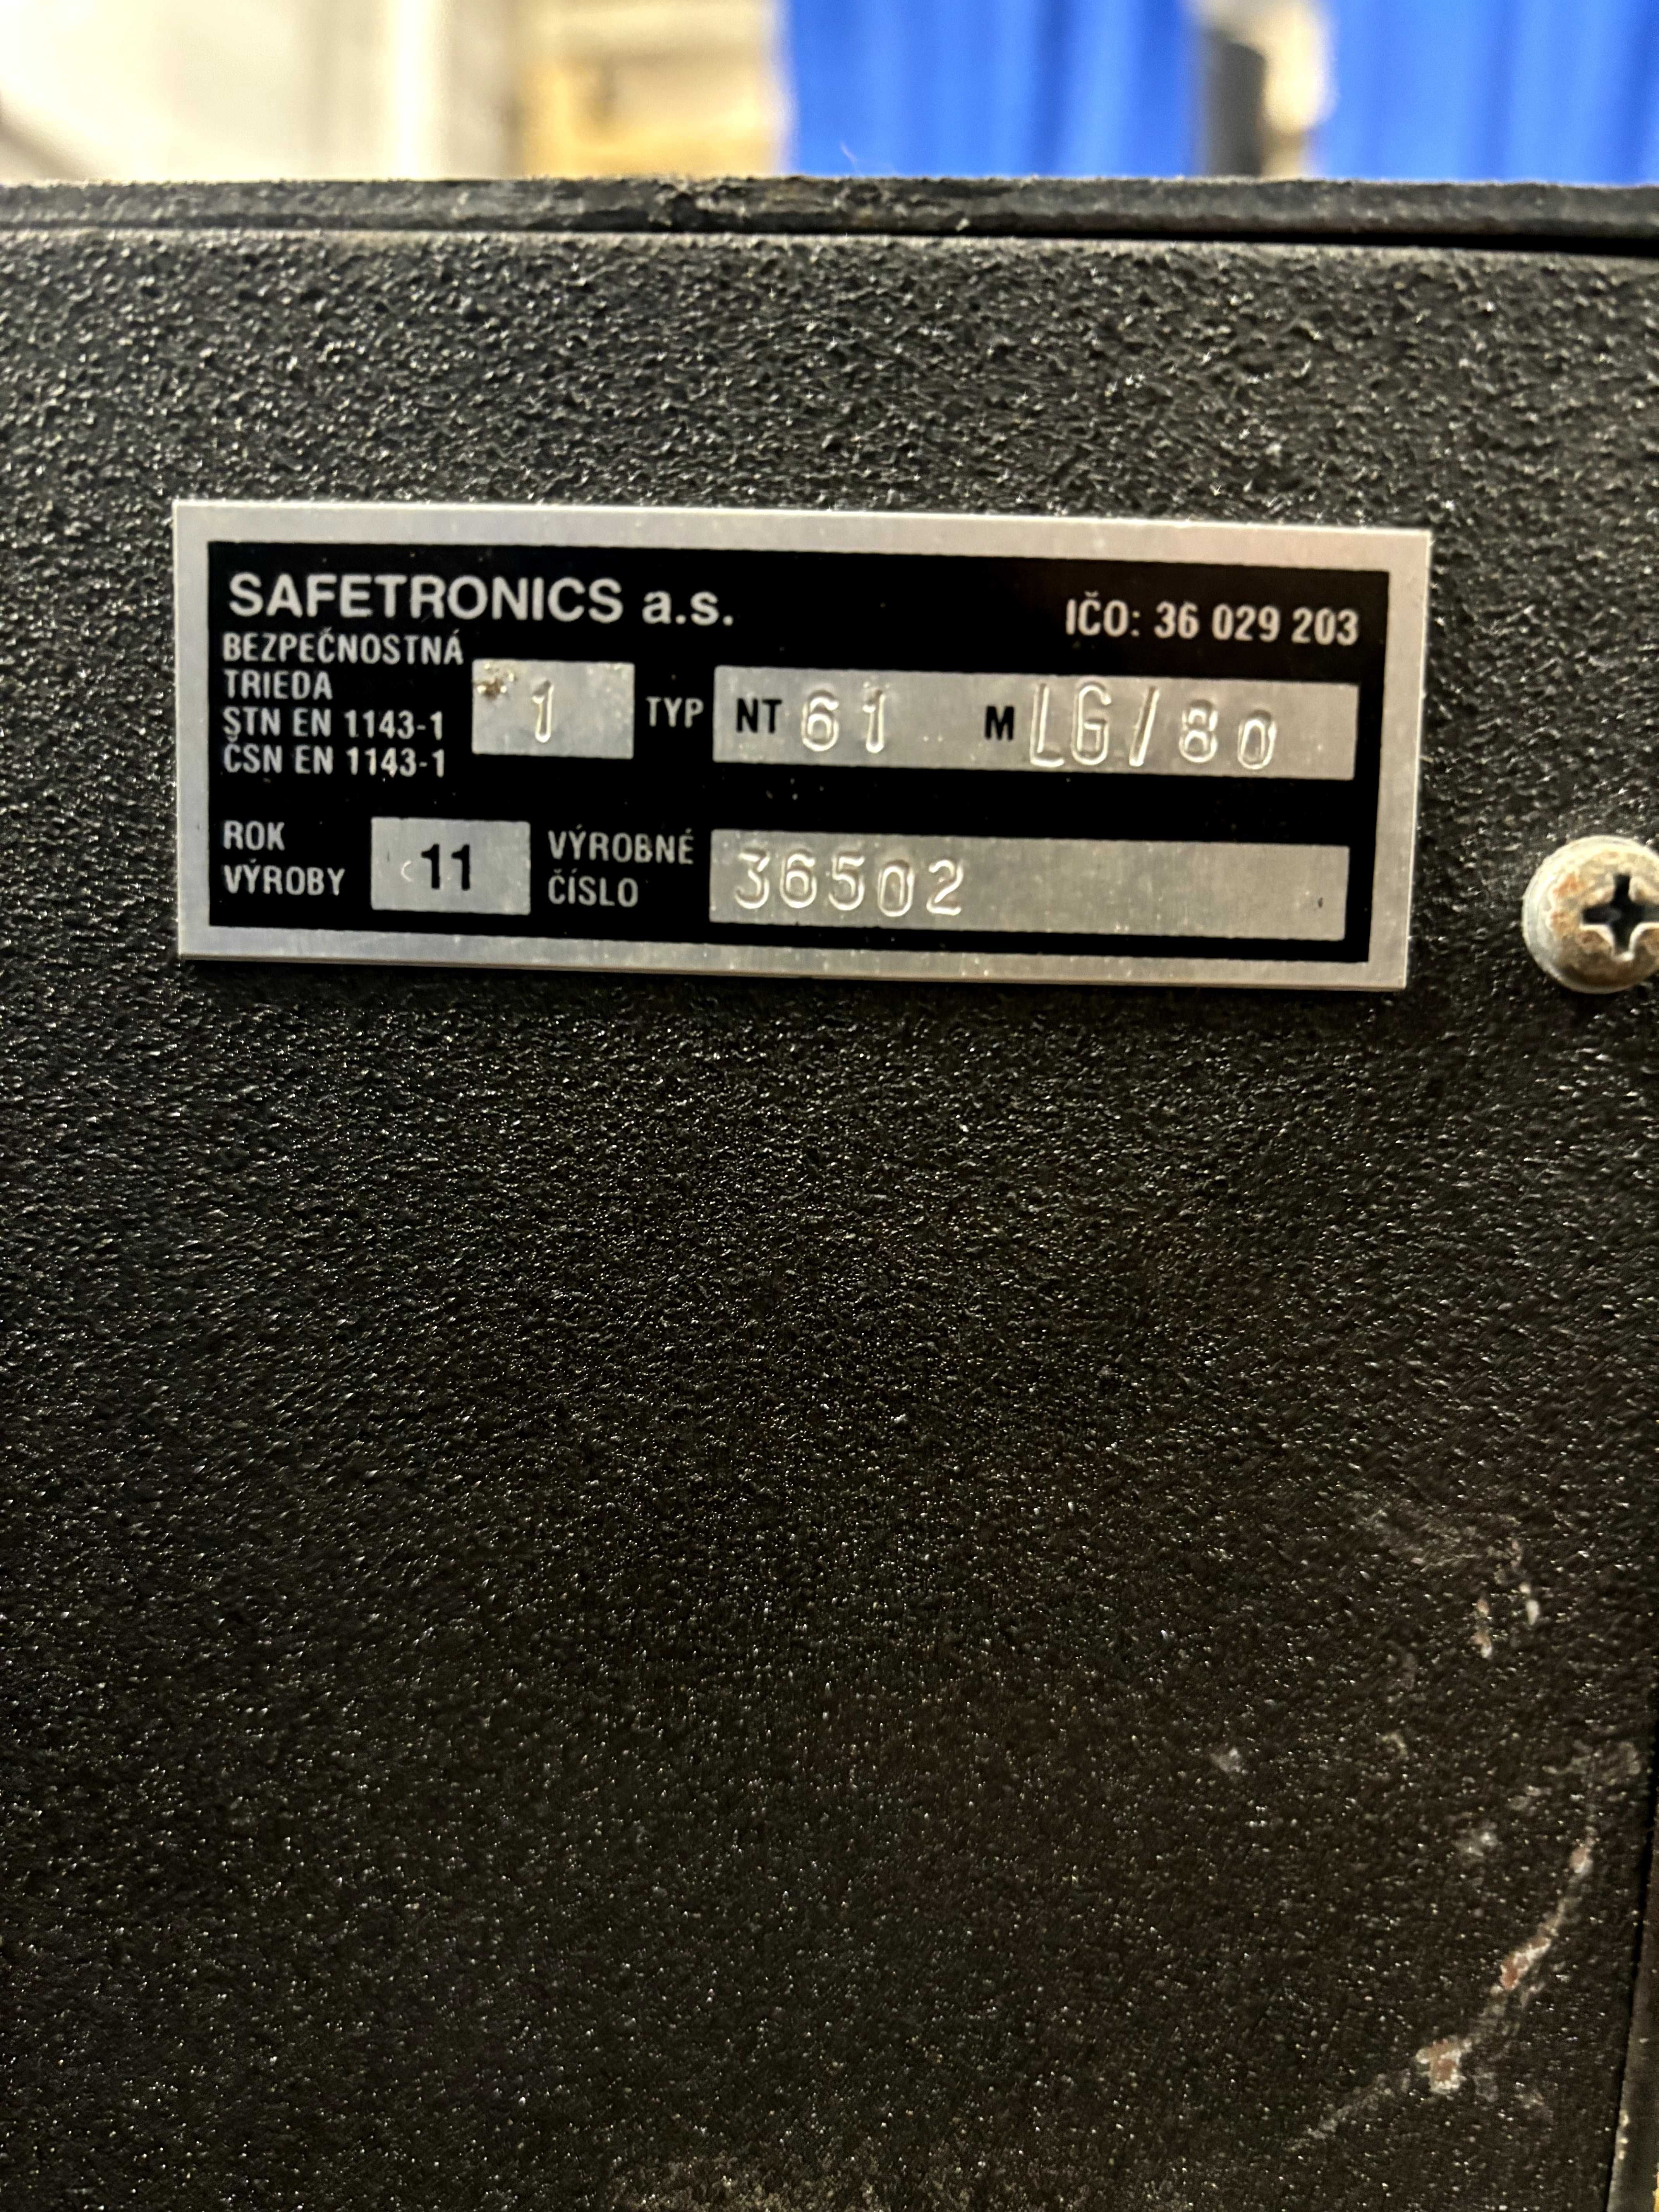 SAFETRONICS a.s. IČO: 36 029 203
BEZPEČNOSTNÁ
TRIEDA
STN EN 1143-1
ČSN EN 1143-1
1 TYP NT 61 M LG/80
ROK
VÝROBY
11
VÝROBNÉ
ČÍSLO
36502